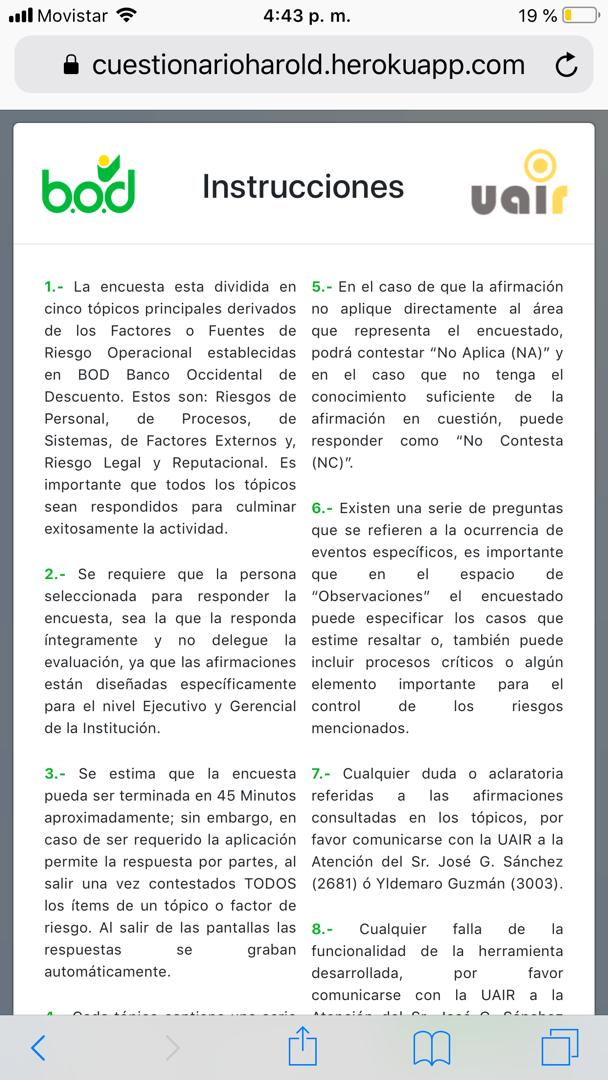 Movistar
4:43 p. m.
19 %
cuestionarioharold.herokuapp.com
b.o.d
Instrucciones
uair
1.- La encuesta esta dividida en
cinco tópicos principales derivados
de los Factores o Fuentes de
Riesgo Operacional establecidas
en BOD Banco Occidental de
Descuento. Estos son: Riesgos de
Personal, de Procesos, de
Sistemas, de Factores Externos y,
Riesgo Legal y Reputacional. Es
importante que todos los tópicos
sean respondidos para culminar
exitosamente la actividad.
2.- Se requiere que la persona
seleccionada para responder la
encuesta, sea la que la responda
íntegramente y no delegue la
evaluación, ya que las afirmaciones
están diseñadas específicamente
para el nivel Ejecutivo y Gerencial
de la Institución.
3.- Se estima que la encuesta
pueda ser terminada en 45 Minutos
aproximadamente; sin embargo, en
caso de ser requerido la aplicación
permite la respuesta por partes, al
salir una vez contestados TODOS
los ítems de un tópico o factor de
riesgo. Al salir de las pantallas las
respuestas se graban
automáticamente.
4.- Cada tópico contiene una serie
5.- En el caso de que la afirmación
no aplique directamente al área
que representa el encuestado,
podrá contestar “No Aplica (NA)” y
en el caso que no tenga el
conocimiento suficiente de la
afirmación en cuestión, puede
responder como “No Contesta
(NC)”.
6.- Existen una serie de preguntas
que se refieren a la ocurrencia de
eventos específicos, es importante
que en el espacio de
“Observaciones” el encuestado
puede especificar los casos que
estime resaltar o, también puede
incluir procesos críticos o algún
elemento importante para el
control de los riesgos
mencionados.
7.- Cualquier duda o aclaratoria
referidas a las afirmaciones
consultadas en los tópicos, por
favor comunicarse con la UAIR a la
Atención del Sr. José G. Sánchez
(2681) ó Yldemaro Guzmán (3003).
8.- Cualquier falla de la
funcionalidad de la herramienta
desarrollada, por favor
comunicarse con la UAIR a la
Atención del Sr. José G. Sánchez